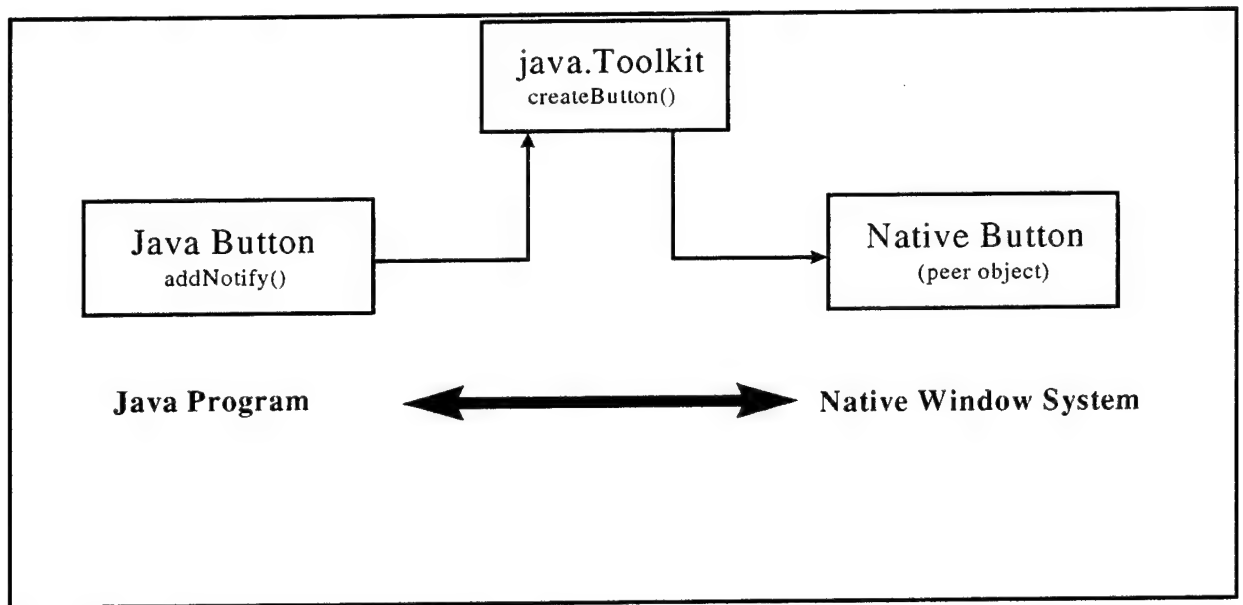 java.Toolkit
createButton()
Java Button
addNotify()
Native Button
(peer object)
Java Program
Native Window System